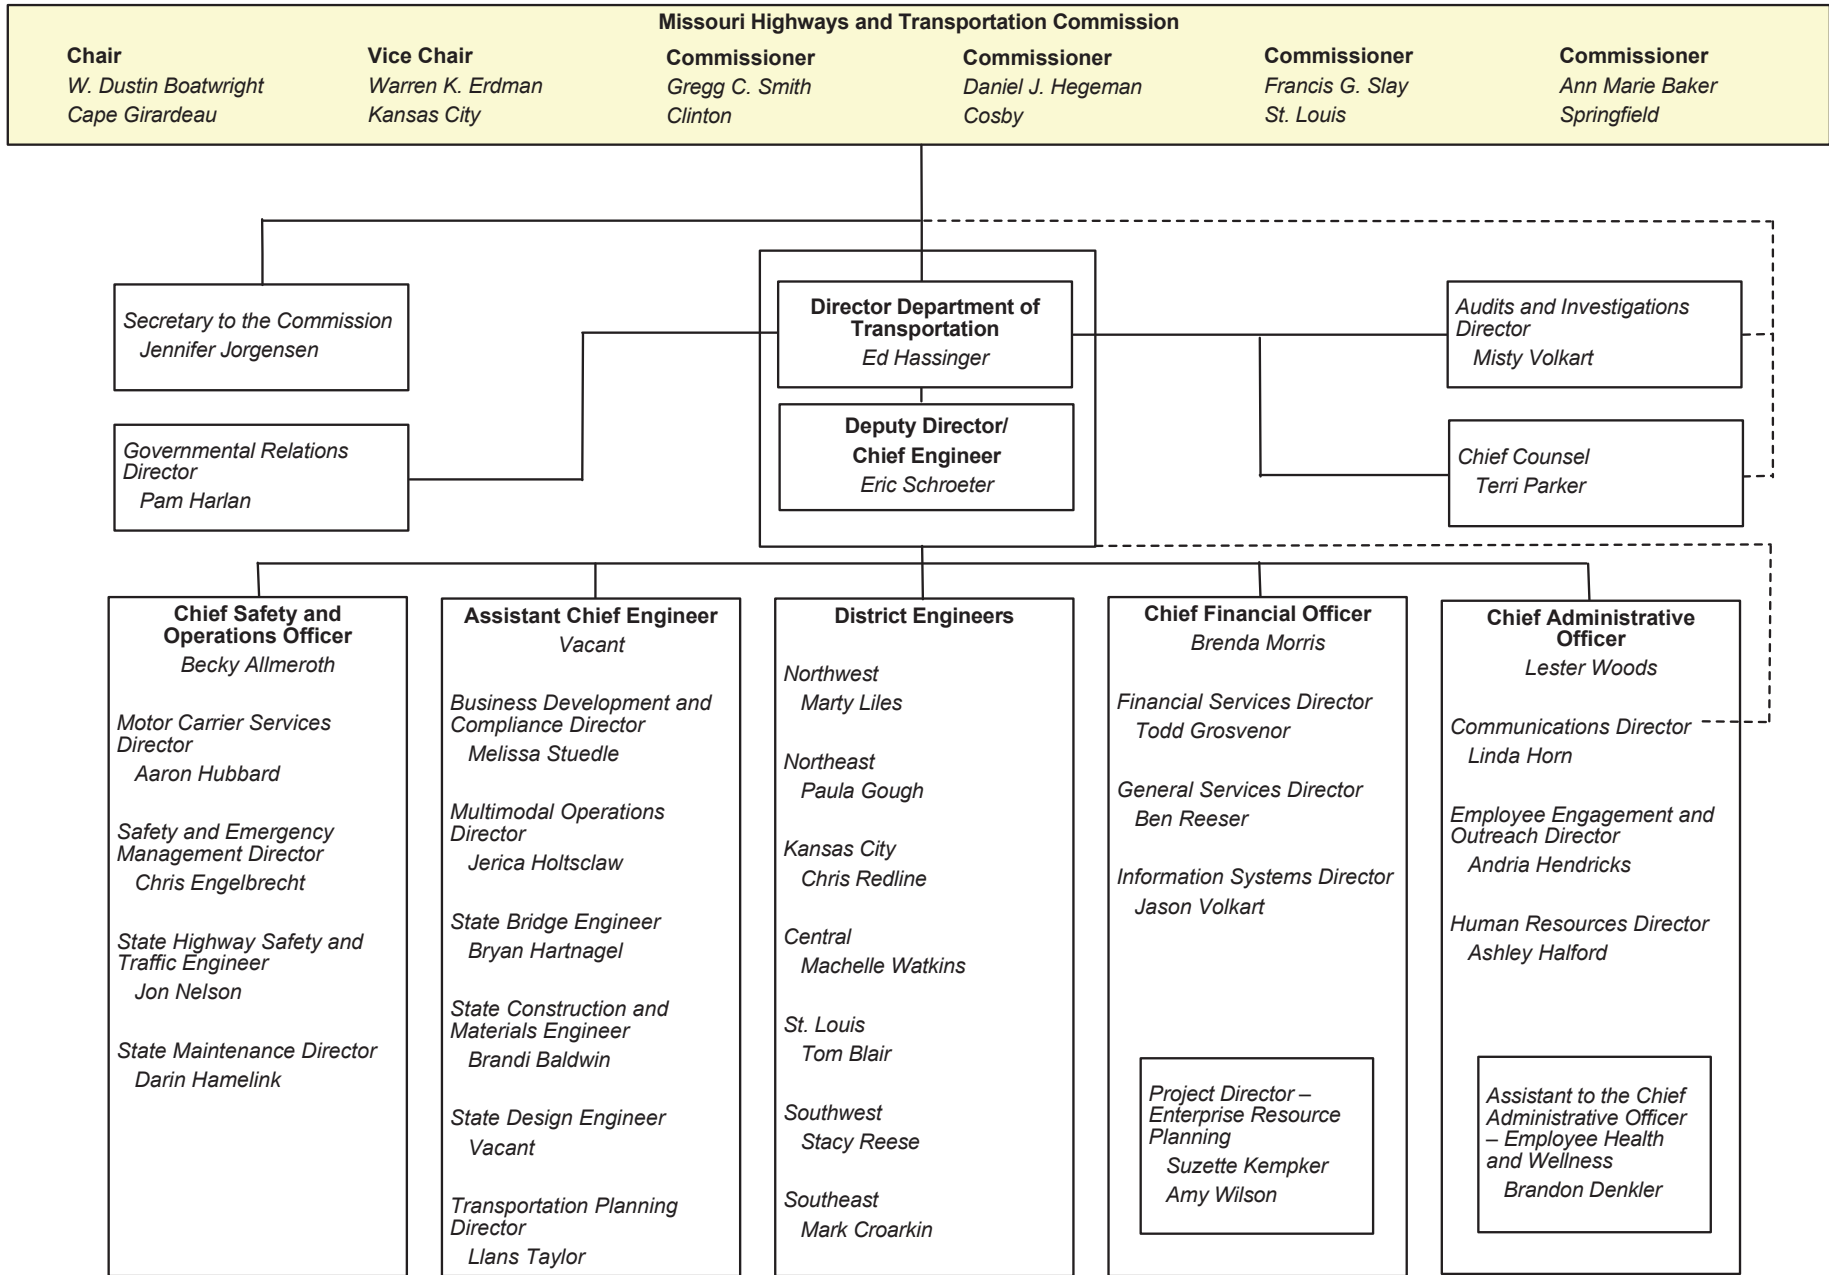 Missouri Highways and Transportation Commission
Chair
W. Dustin Boatwright
Cape Girardeau
Vice Chair
Warren K. Erdman
Kansas City
Commissioner
Gregg C. Smith
Clinton
Commissioner
Daniel J. Hegeman
Cosby
Commissioner
Francis G. Slay
St. Louis
Commissioner
Ann Marie Baker
Springfield
Secretary to the Commission
Jennifer Jorgensen
Director Department of
Transportation
Ed Hassinger
Audits and Investigations
Director
Misty Volkart
Governmental Relations
Director
Pam Harlan
Deputy Director/
Chief Engineer
Eric Schroeter
Chief Counsel
Terri Parker
Chief Safety and
Operations Officer
Becky Allmeroth
Motor Carrier Services
Director
Aaron Hubbard
Safety and Emergency
Management Director
Chris Engelbrecht
State Highway Safety and
Traffic Engineer
Jon Nelson
State Maintenance Director
Darin Hamelink
Assistant Chief Engineer
Vacant
Business Development and
Compliance Director
Melissa Stuedle
Multimodal Operations
Director
Jerica Holtsclaw
State Bridge Engineer
Bryan Hartnagel
State Construction and
Materials Engineer
Brandi Baldwin
State Design Engineer
Vacant
Transportation Planning
Director
Llans Taylor
District Engineers
Northwest
Marty Liles
Northeast
Paula Gough
Kansas City
Chris Redline
Central
Machelle Watkins
St. Louis
Tom Blair
Southwest
Stacy Reese
Southeast
Mark Croarkin
Chief Financial Officer
Brenda Morris
Financial Services Director
Todd Grosvenor
General Services Director
Ben Reeser
Information Systems Director
Jason Volkart
Project Director –
Enterprise Resource
Planning
Suzette Kempker
Amy Wilson
Chief Administrative
Officer
Lester Woods
Communications Director
Linda Horn
Employee Engagement and
Outreach Director
Andria Hendricks
Human Resources Director
Ashley Halford
Assistant to the Chief
Administrative Officer
– Employee Health
and Wellness
Brandon Denkler